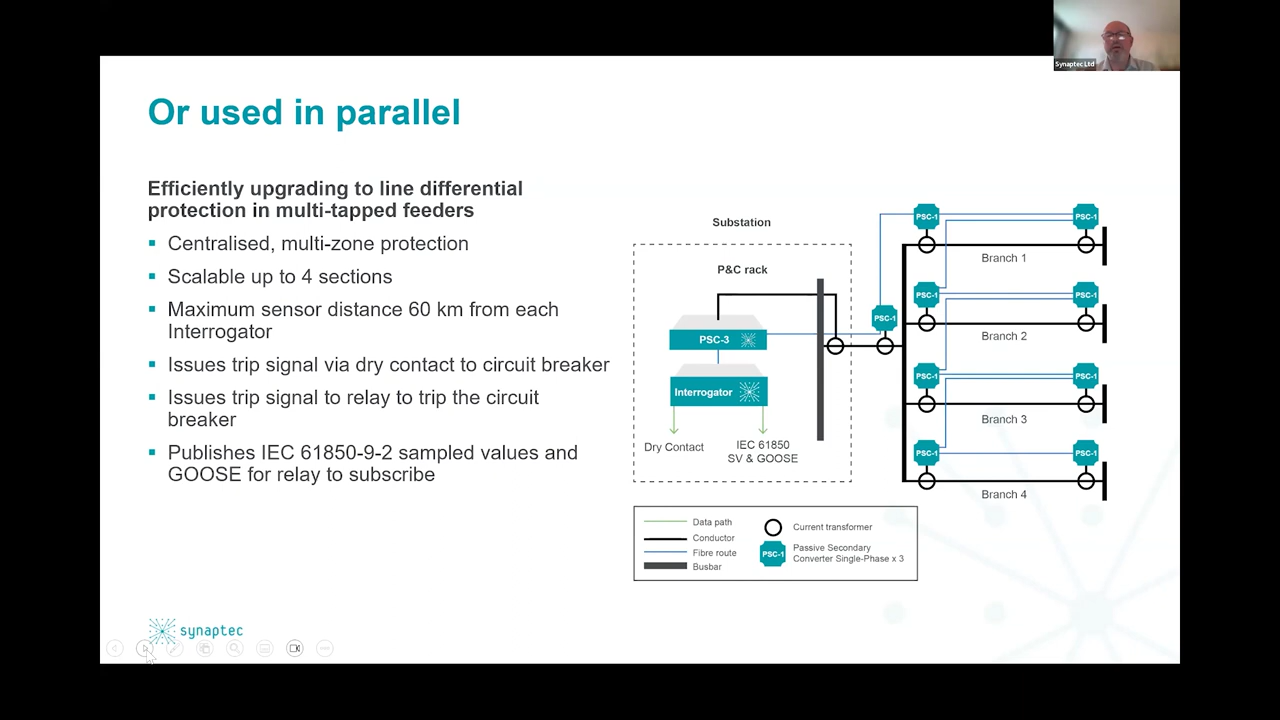 Synaptec Ltd
Or used in parallel
Efficiently upgrading to line differential
protection in multi-tapped feeders
Centralised, multi-zone protection
Scalable up to 4 sections
Maximum sensor distance 60 km from each
Interrogator
Issues trip signal via dry contact to circuit breaker
Issues trip signal to relay to trip the circuit
breaker
Publishes IEC 61850-9-2 sampled values and
GOOSE for relay to subscribe
Substation
P&C rack
PSC-3
Interrogator
Dry Contact
IEC 61850
SV & GOOSE
PSC-1
PSC-1
PSC-1
Branch 1
PSC-1
PSC-1
Branch 2
PSC-1
PSC-1
Branch 3
PSC-1
PSC-1
Branch 4
Data path
Conductor
Fibre route
Busbar
Current transformer
PSC-1
Passive Secondary
Converter Single-Phase x 3
synaptec